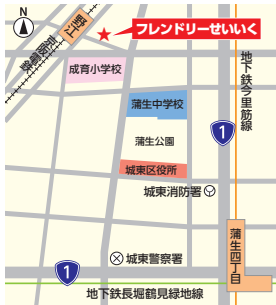 N
野江
京阪電鉄
フレンドリーせいいく
成育小学校
地下鉄今里筋線
蒲生中学校
1
蒲生公園
城東区役所
城東消防署
蒲生四丁目
城東警察署
1
地下鉄長堀鶴見緑地線